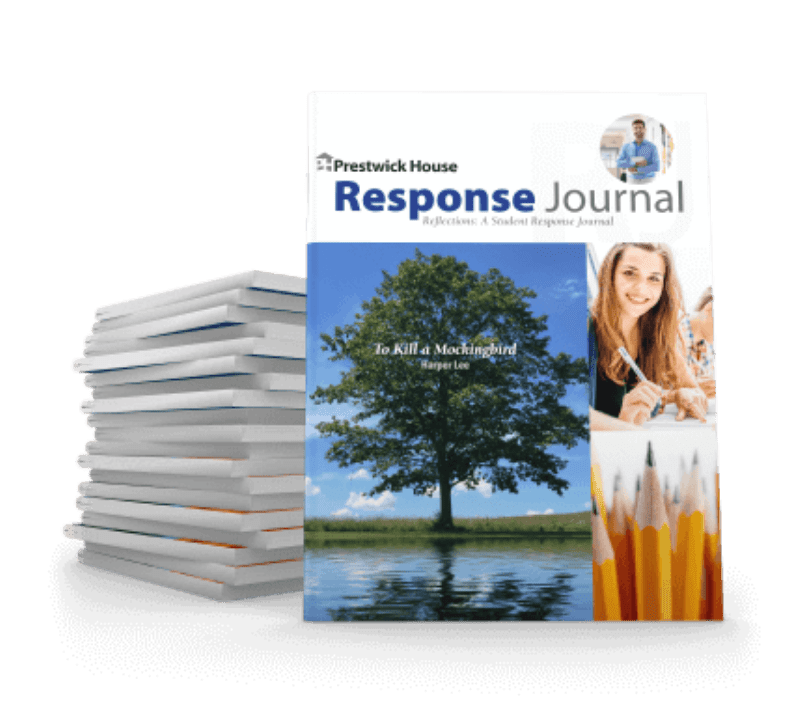 Prestwick House
Response Journal
Reflections: A Student Response Journal
To Kill a Mockingbird
Harper Lee